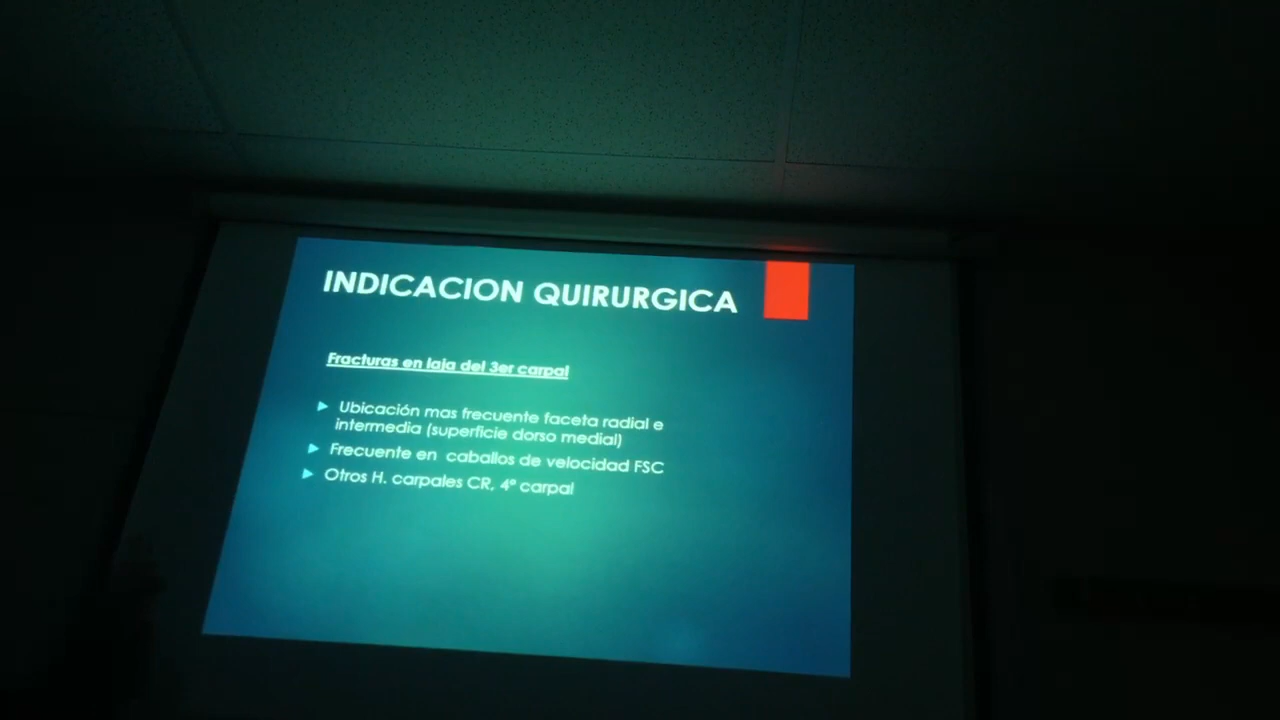 INDICACION QUIRURGICA
Fracturas en laja del 3er carpal
Ubicación mas frecuente faceta radial e
intermedia (superficie dorso medial)
Frecuente en caballos de velocidad FSC
Otros H. carpales CR, 4º carpal